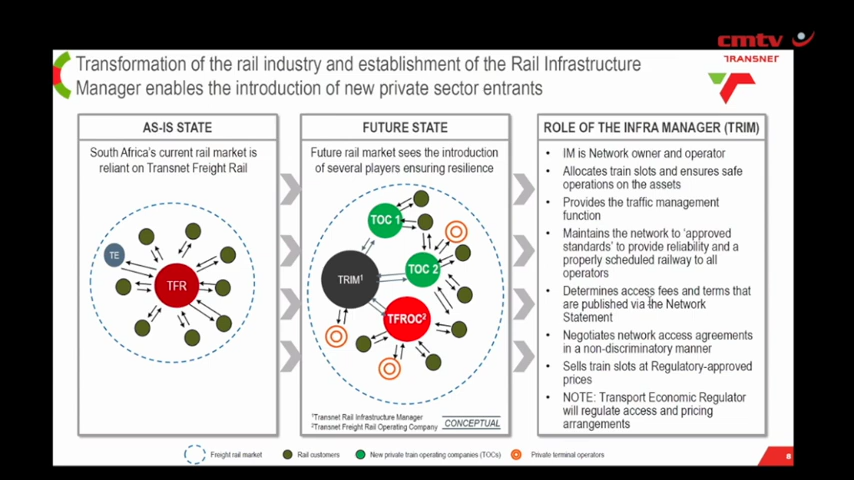 cmtv
TRANSNET
Transformation of the rail industry and establishment of the Rail Infrastructure
Manager enables the introduction of new private sector entrants
AS-IS STATE
South Africa's current rail market is
reliant on Transnet Freight Rail
TE
TFR
FUTURE STATE
Future rail market sees the introduction
of several players ensuring resilience
TOC 1
TOC 2
TRIM¹
TFROC²
¹Transnet Rail Infrastructure Manager
²Transnet Freight Rail Operating Company
CONCEPTUAL
ROLE OF THE INFRA MANAGER (TRIM)
• IM is Network owner and operator
• Allocates train slots and ensures safe
operations on the assets
• Provides the traffic management
function
• Maintains the network to 'approved
standards' to provide reliability and a
properly scheduled railway to all
operators
• Determines access fees and terms that
are published via the Network
Statement
• Negotiates network access agreements
in a non-discriminatory manner
• Sells train slots at Regulatory-approved
prices
• NOTE: Transport Economic Regulator
will regulate access and pricing
arrangements
Freight rail market
Rail customers
New private train operating companies (TOCs)
Private terminal operators
8